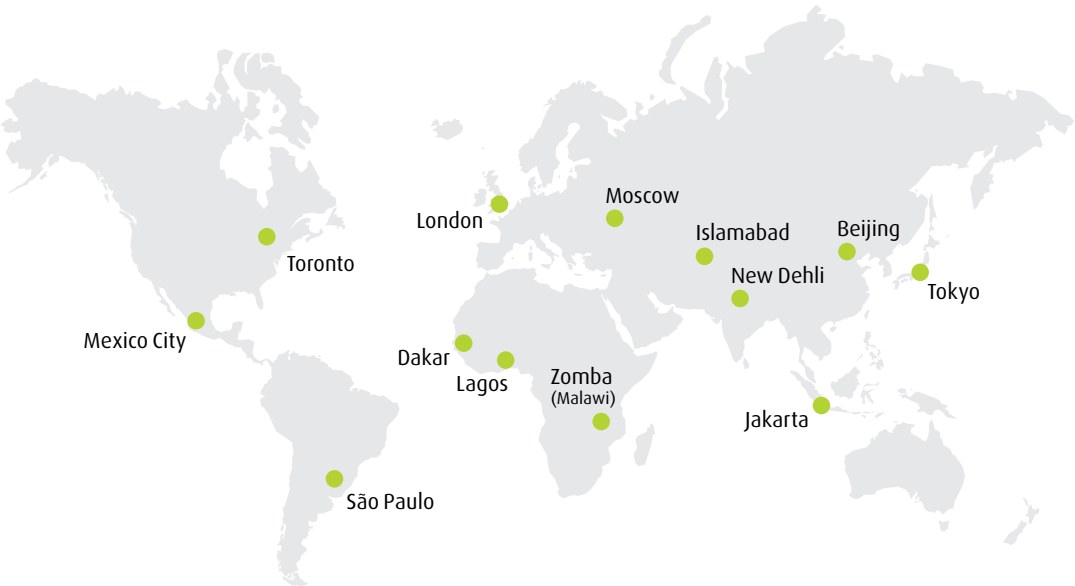 Moscow
London
Islamabad
Beijing
Toronto
New Dehli
Tokyo
Mexico City
Dakar
Lagos
Zomba
(Malawi)
Jakarta
São Paulo